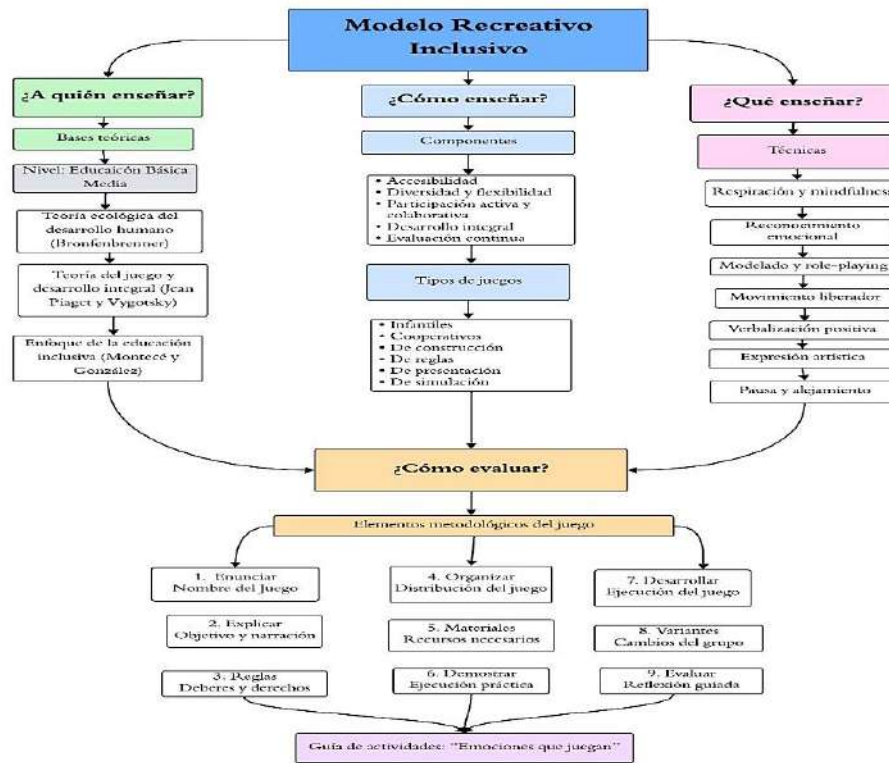 Modelo Recreativo
Inclusivo
¿A quién enseñar?
Bases teóricas
Nivel: Educaicón Básica
Media
Teoría ecológica del
desarrollo humano
(Bronfenbrenner)
Teoría del juego y
desarrollo integral (Jean
Piaget y Vygotsky)
Enfoque de la educación
inclusiva (Montecé y
González)
¿Cómo enseñar?
Componentes
• Accesibilidad
• Diversidad y flexibilidad
• Participación activa y
colaborativa
• Desarrollo integral
• Evaluación continua
Tipos de juegos
• Infantiles
• Cooperativos
• De construcción
• De reglas
• De presentación
• De simulación
¿Qué enseñar?
Técnicas
Respiración y mindfulness
Reconocimiento
emocional
Modelado y role-playing
Movimiento liberador
Verbalización positiva
Expresión artística
Pausa y alejamiento
¿Cómo evaluar?
Elementos metodológicos del juego
1. Enunciar
Nombre del Juego
2. Explicar
Objetivo y narración
3. Reglas
Deberes y derechos
4. Organizar
Distribución del juego
5. Materiales
Recursos necesarios
6. Demostrar
Ejecución práctica
7. Desarrollar
Ejecución del juego
8. Variantes
Cambios del grupo
9. Evaluar
Reflexión guiada
Guía de actividades: "Emociones que juegan"